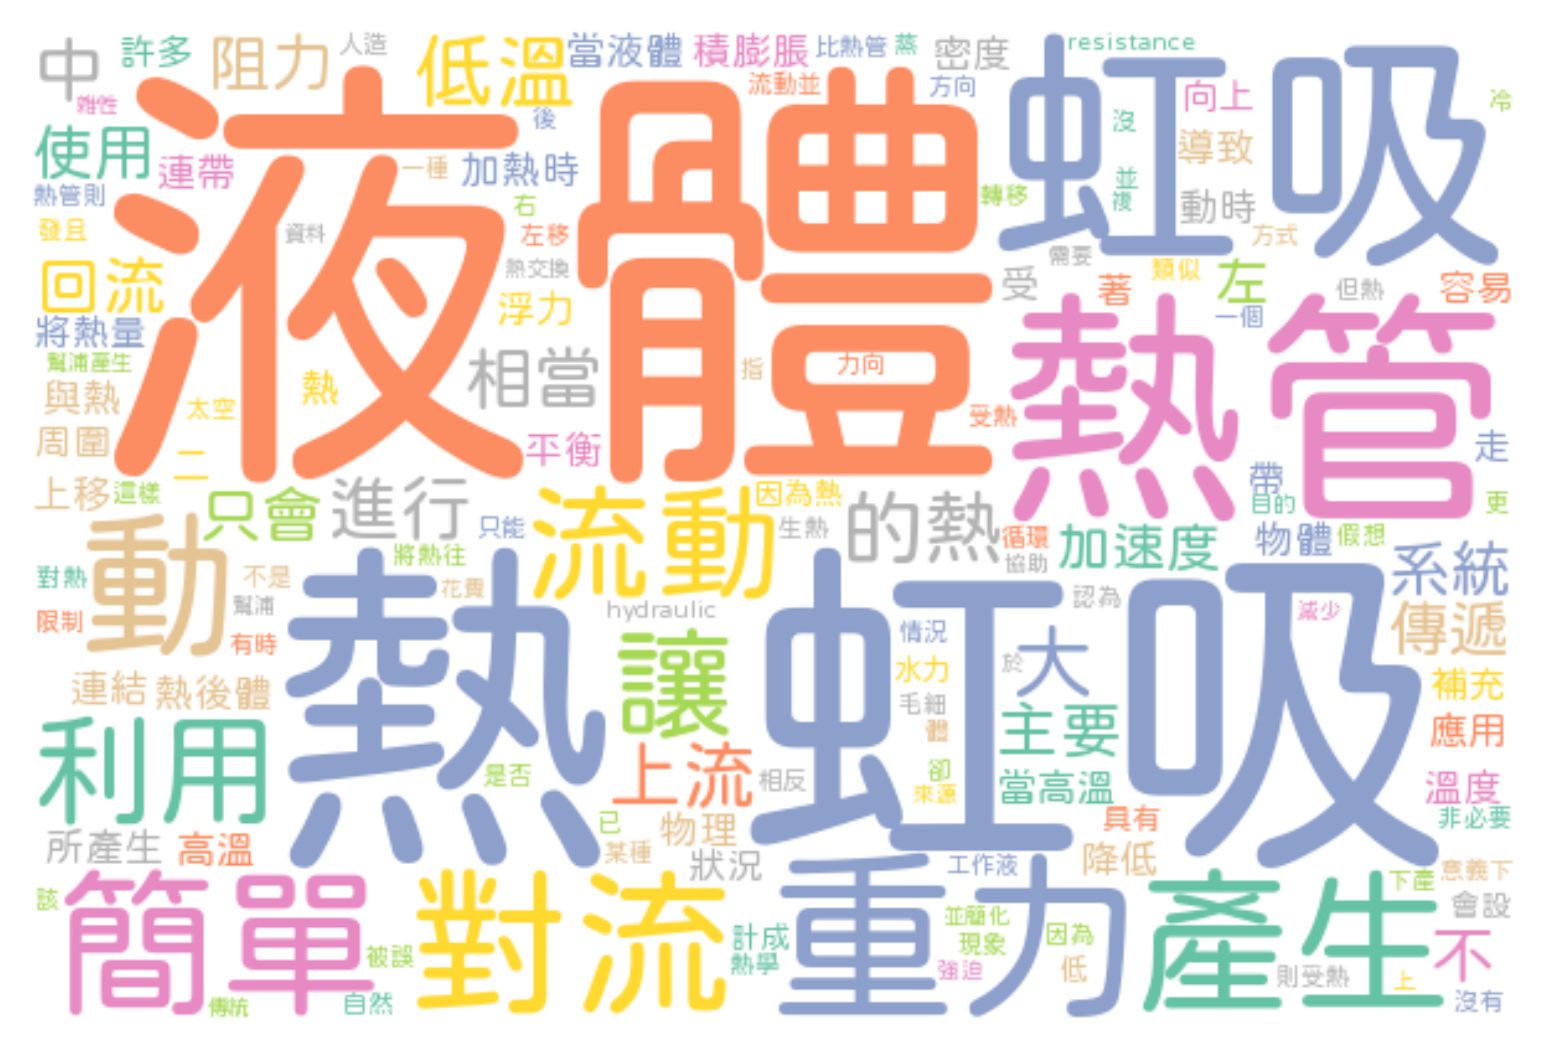 中
許多
阻力
人造
低溫
當液體
積膨脹
比熱管
蒸
密度
resistance
虹吸
雜性
液體
流動並
方向
向上
冷
使用
連帶
後
一種
加熱時
沒
導致
熱管則
右
轉移
並
複
動時
發且
資料
左移
方式
回流
熱交換
需要
受
著
類似
左
但熱
容易
將熱量
浮力
一個
熱管
幫浦產生
相當
指
力向
與熱
熱
太空
受熱
周圍
二
平衡
走
上移
這樣
只會
進行
只能
流動
因為熱
生熱
的熱
循環
協助
加速度
帶
目的
物體
假想
更
動
將熱往
系統
對熱
不是
花費
幫浦
hydraulic
認為
減少
傳遞
限制
有時
熱虹吸
讓
情況
水力
於
大
連結
熱後體
毛細
體
主要
補充
應用
利用
是否
上流
相反
卻
來源
當高溫
溫度
所產生
高溫
已
某種
物理
狀況
具有
非必要
工作液
降低
下產
意義下
該
簡單
對流
重力
產生
會設
計成
熱學
並簡化
現象
因為
不
被誤
強迫
低
則受熱
上
傳統
自然
沒有